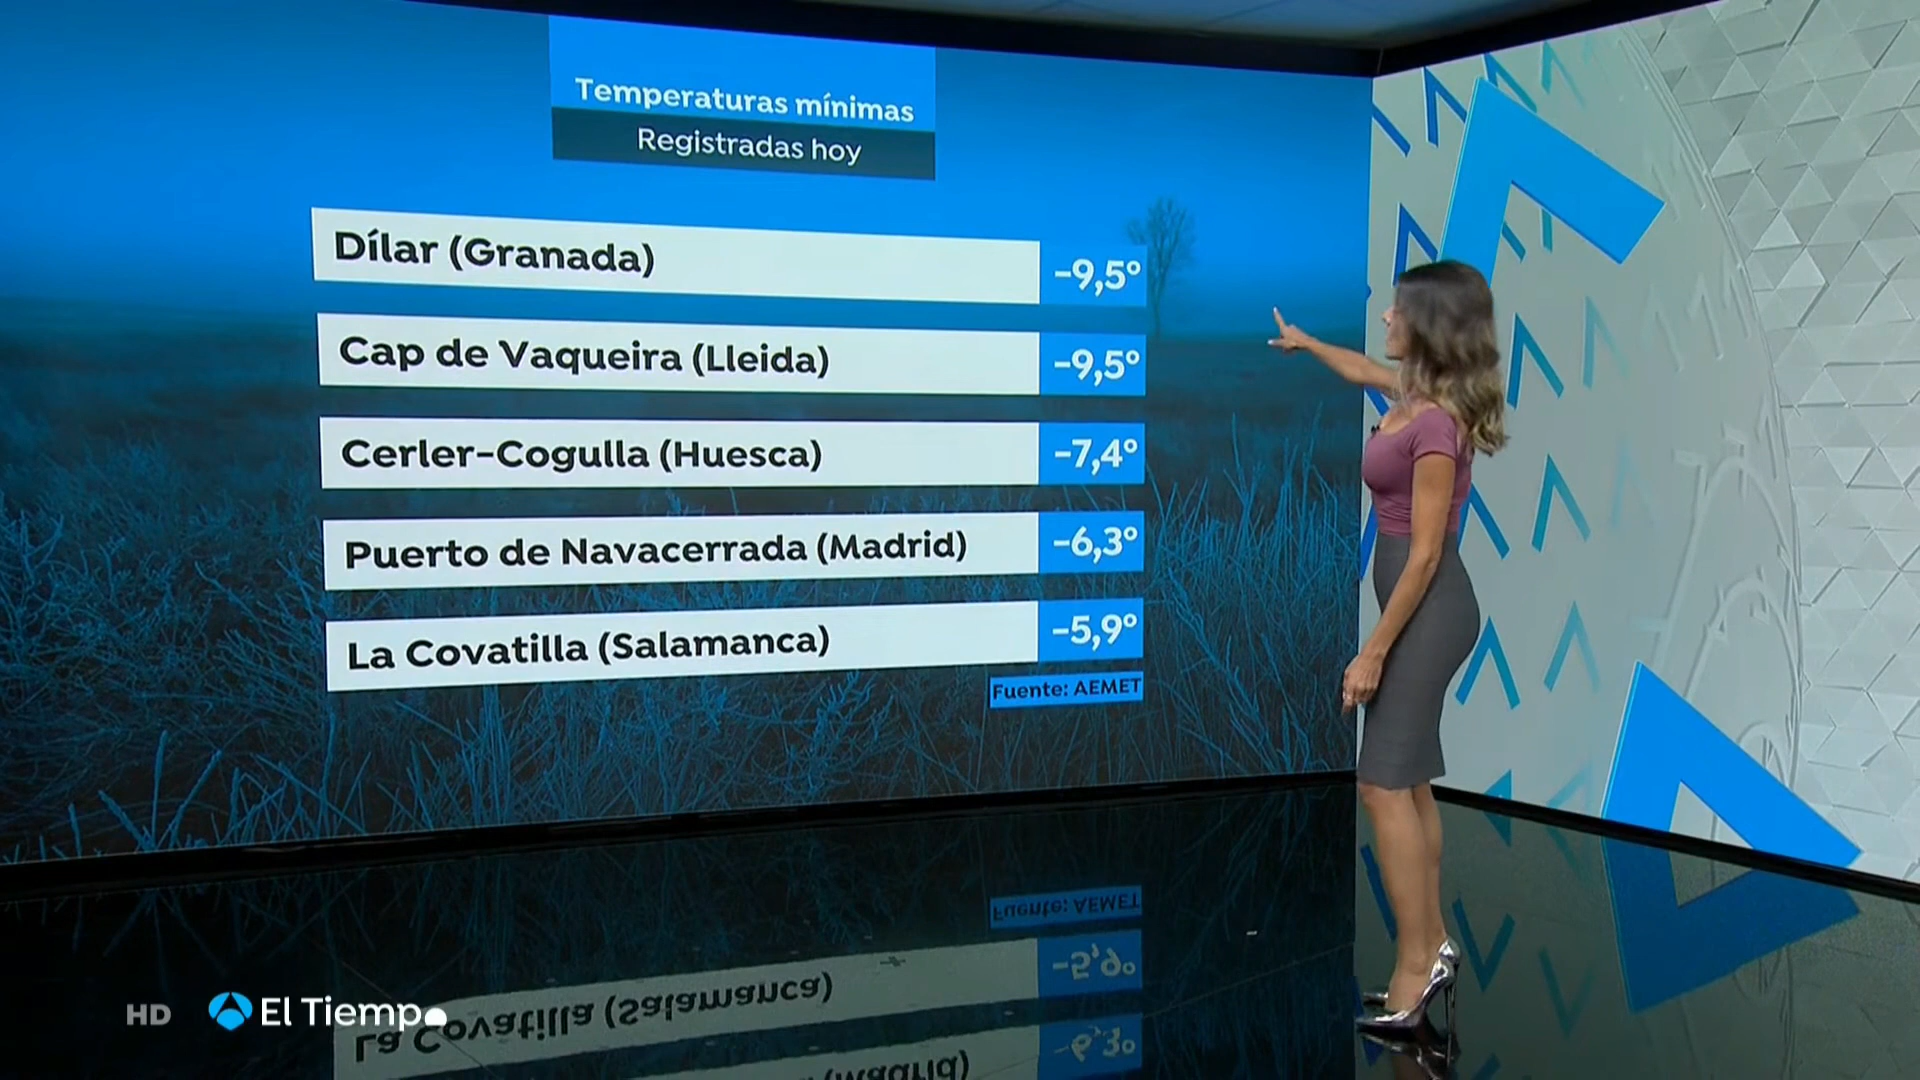 Temperaturas mínimas
Registradas hoy
Dílar (Granada) -9,5º
Cap de Vaqueira (Lleida) -9,5º
Cerler-Cogulla (Huesca) -7,4º
Puerto de Navacerrada (Madrid) -6,3º
La Covatilla (Salamanca) -5,9º
Fuente: AEMET
HD El Tiempo